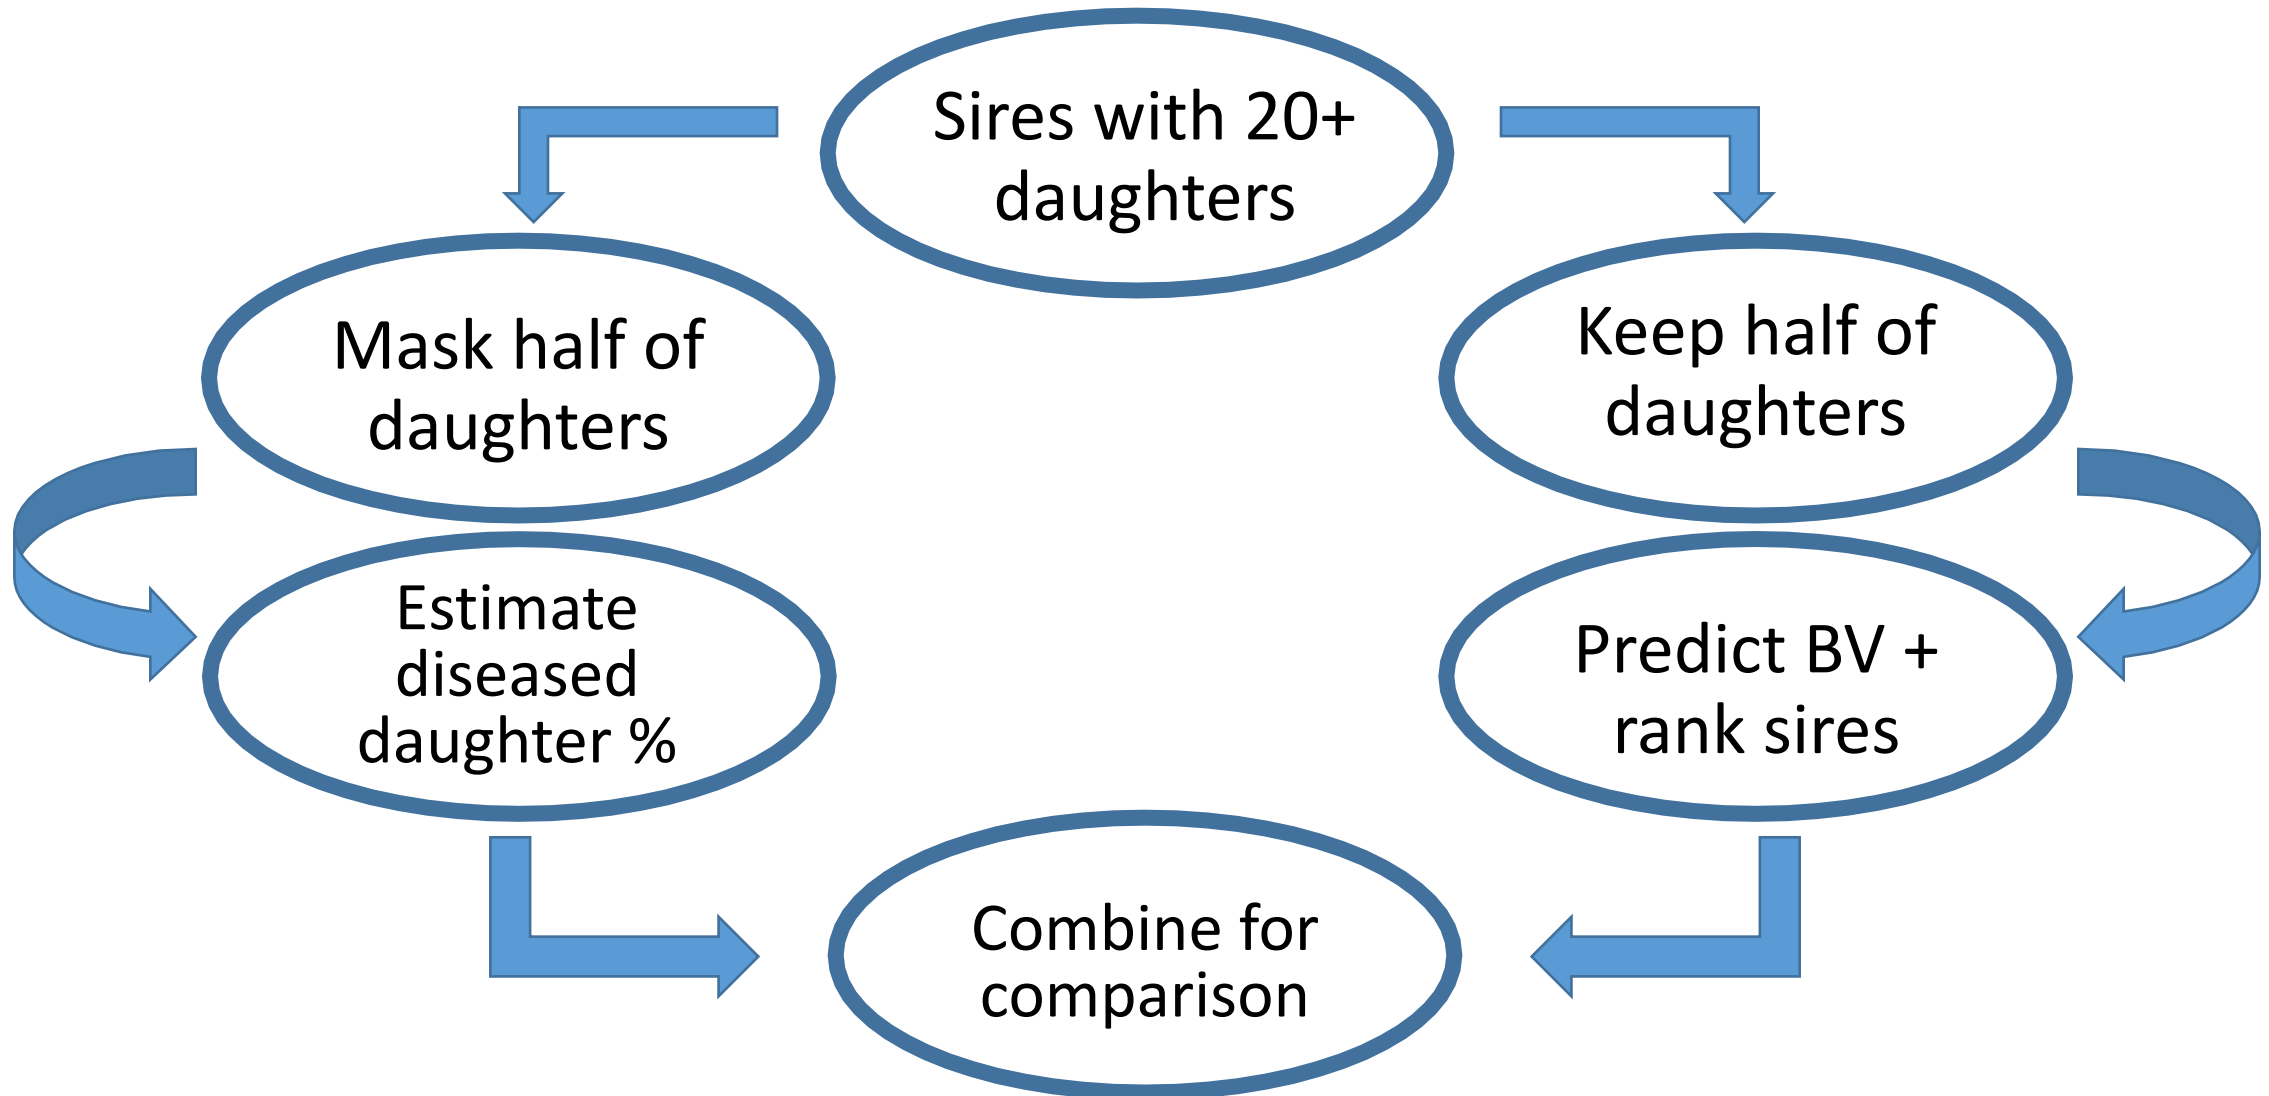 Sires with 20+
daughters
Mask half of
daughters
Keep half of
daughters
Estimate
diseased
daughter %
Predict BV +
rank sires
Combine for
comparison